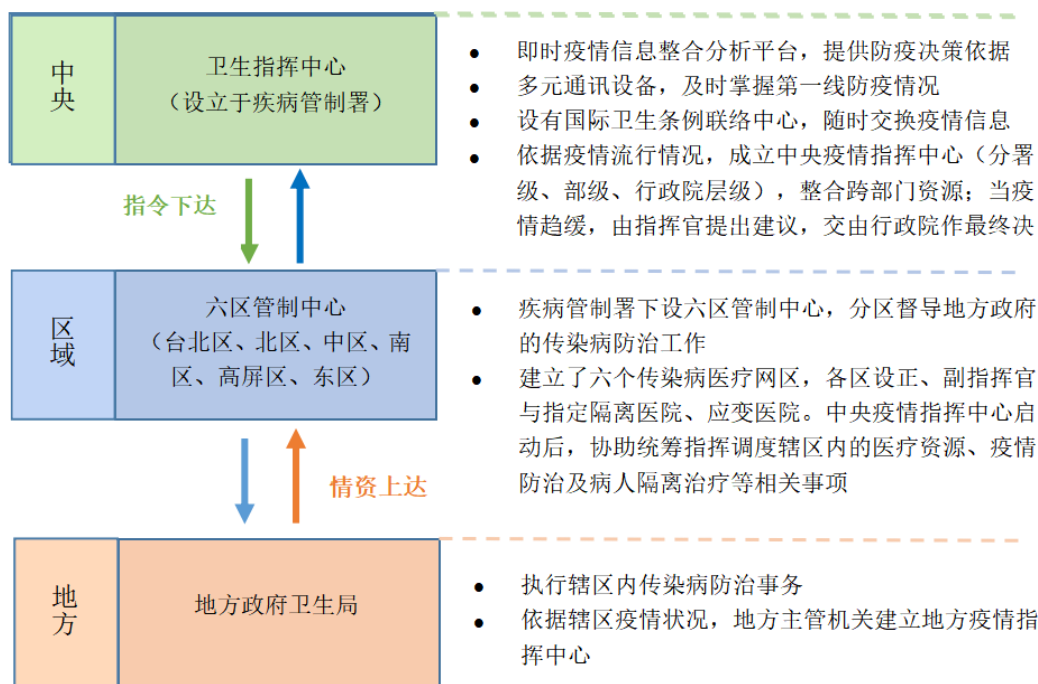 中央
卫生指挥中心
（设立于疾病管制署）
即时疫情信息整合分析平台，提供防疫决策依据
多元通讯设备，及时掌握第一线防疫情况
设有国际卫生条例联络中心，随时交换疫情信息
依据疫情流行情况，成立中央疫情指挥中心（分署
级、部级、行政院层级），整合跨部门资源；当疫
情趋缓，由指挥官提出建议，交由行政院作最终决
指令下达
区域
六区管制中心
（台北区、北区、中区、南
区、高屏区、东区）
疾病管制署下设六区管制中心，分区督导地方政府
的传染病防治工作
建立了六个传染病医疗网区，各区设正、副指挥官
与指定隔离医院、应变医院。中央疫情指挥中心启
动后，协助统筹指挥调度辖区内的医疗资源、疫情
防治及病人隔离治疗等相关事项
情资上达
地方
地方政府卫生局
执行辖区内传染病防治事务
依据辖区疫情状况，地方主管机关建立地方疫情指
挥中心